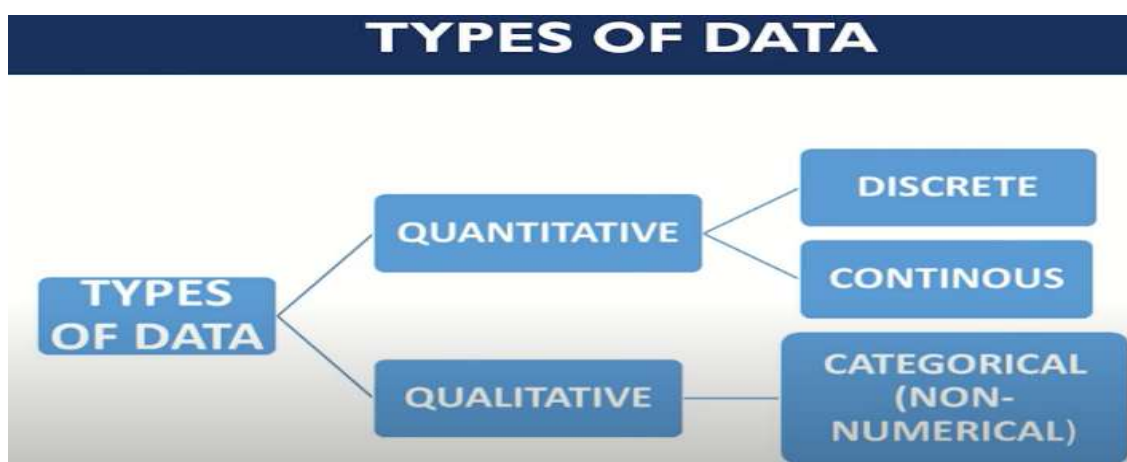 TYPES OF DATA
TYPES
OF DATA
QUANTITATIVE
DISCRETE
CONTINOUS
QUALITATIVE
CATEGORICAL
(NON-
NUMERICAL)